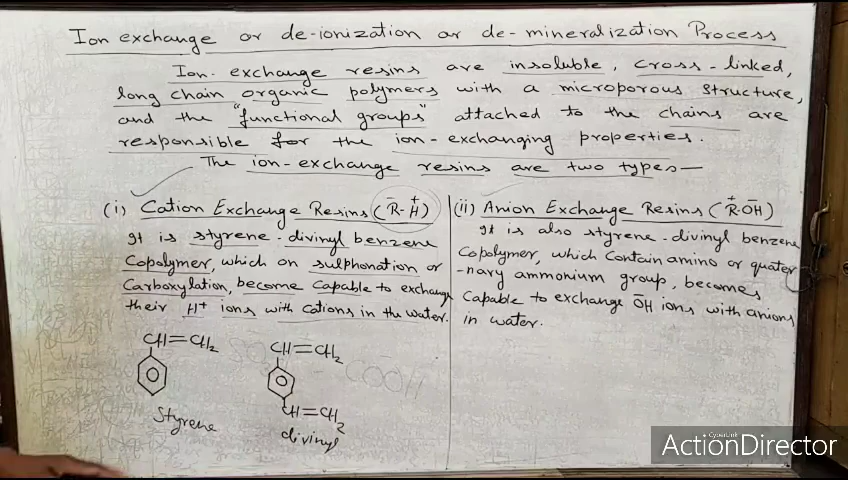 Ion exchange or de-ionization or de-mineralization Process
Ion-exchange resins are insoluble, cross-linked,
long chain organic polymers with a microporous structure,
and the "functional groups" attached to the chains are
responsible for the ion-exchanging properties.
The ion-exchange resins are two types—
(i) Cation Exchange Resins (R̄-H⁺)
It is styrene-divinyl benzene
Copolymer, which on sulphonation or
Carboxylation, become capable to exchange
their H⁺ ions with cations in the water.
CH=CH₂
Styrene
CH=CH₂
CH=CH₂
divinyl
COOH
(ii) Anion Exchange Resins (R⁺-ŌH)
It is also styrene-divinyl benzene
Copolymer, which contain amino or quater
-nary ammonium group, becomes
capable to exchange ŌH ions with anions
in water.
CyberLink
ActionDirector